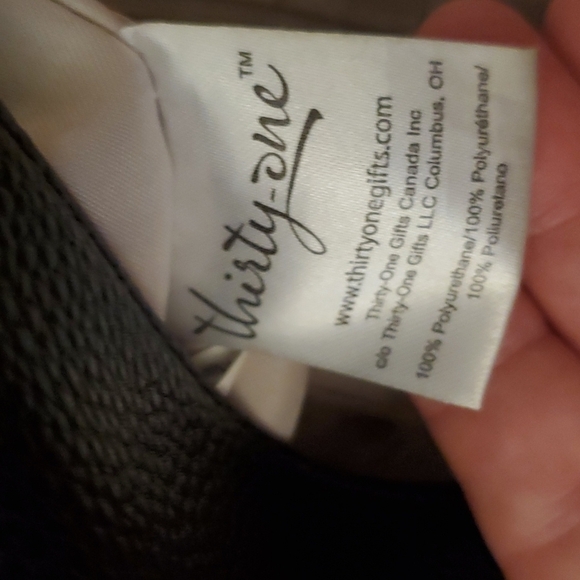 thirty-one™
www.thirtyonegifts.com
Thirty-One Gifts Canada Inc
c/o Thirty-One Gifts LLC Columbus, OH
100% Polyurethane/100% Polyuréthane/
100% Poliuretano